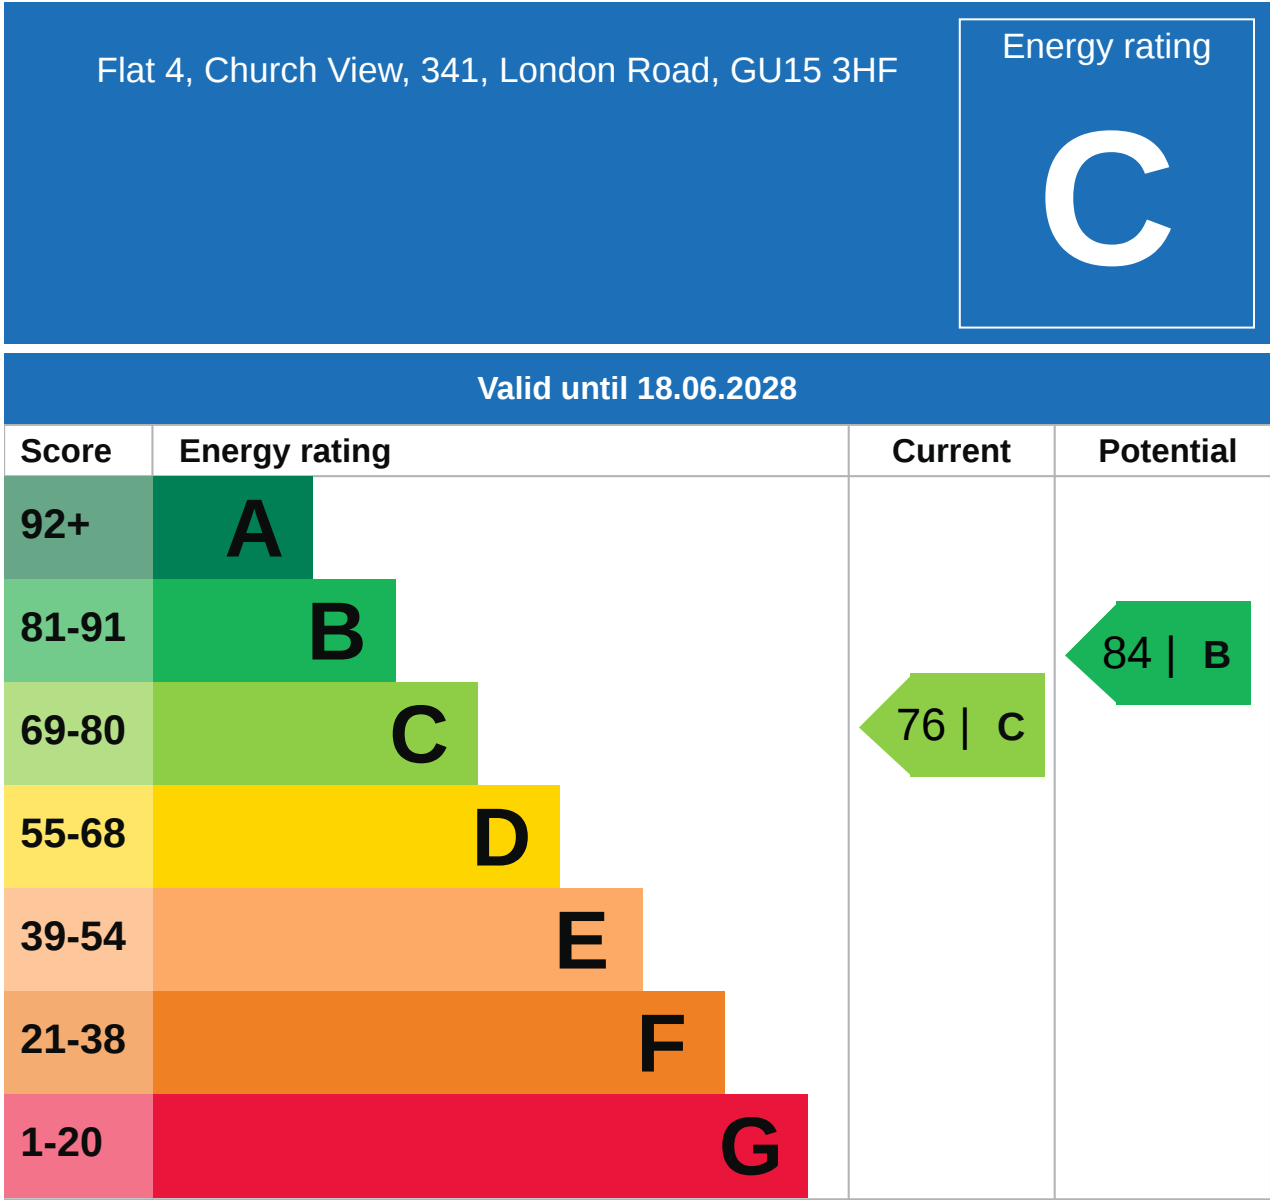 Flat 4, Church View, 341, London Road, GU15 3HF
Energy rating
C
Valid until 18.06.2028
Score Energy rating Current Potential
92+ A
81-91 B
84 | B
69-80 C
76 | C
55-68 D
39-54 E
21-38 F
1-20 G